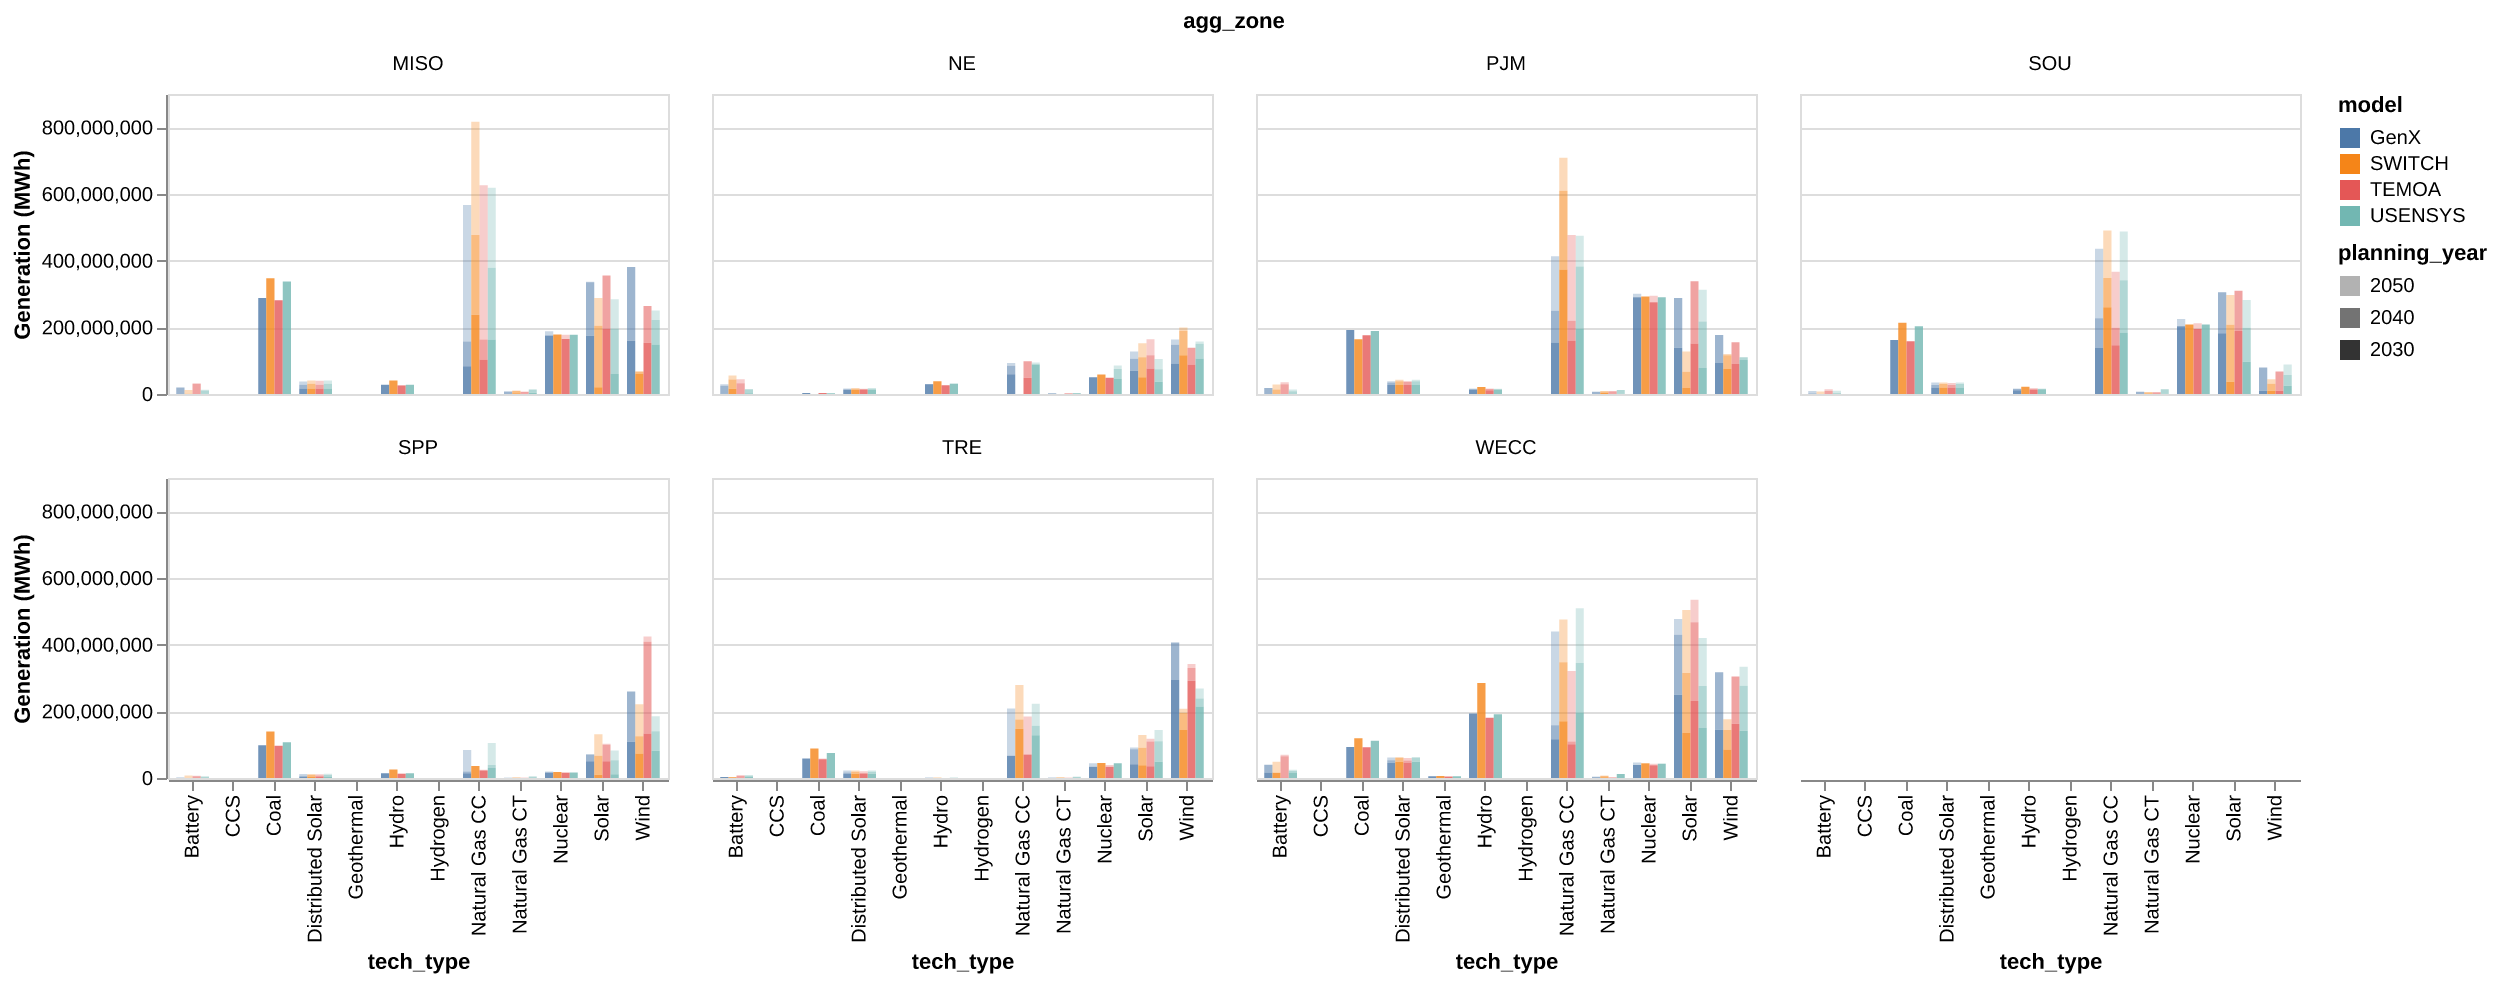 agg_zone
MISO
NE
PJM
SOU
Generation (MWh)
800,000,000
600,000,000
400,000,000
200,000,000
0
model
GenX
SWITCH
TEMOA
USENSYS
planning_year
2050
2040
2030
SPP
TRE
WECC
Generation (MWh)
800,000,000
600,000,000
400,000,000
200,000,000
0
Battery
CCS
Coal
Distributed Solar
Geothermal
Hydro
Hydrogen
Natural Gas CC
Natural Gas CT
Nuclear
Solar
Wind
tech_type
Battery
CCS
Coal
Distributed Solar
Geothermal
Hydro
Hydrogen
Natural Gas CC
Natural Gas CT
Nuclear
Solar
Wind
tech_type
Battery
CCS
Coal
Distributed Solar
Geothermal
Hydro
Hydrogen
Natural Gas CC
Natural Gas CT
Nuclear
Solar
Wind
tech_type
Battery
CCS
Coal
Distributed Solar
Geothermal
Hydro
Hydrogen
Natural Gas CC
Natural Gas CT
Nuclear
Solar
Wind
tech_type